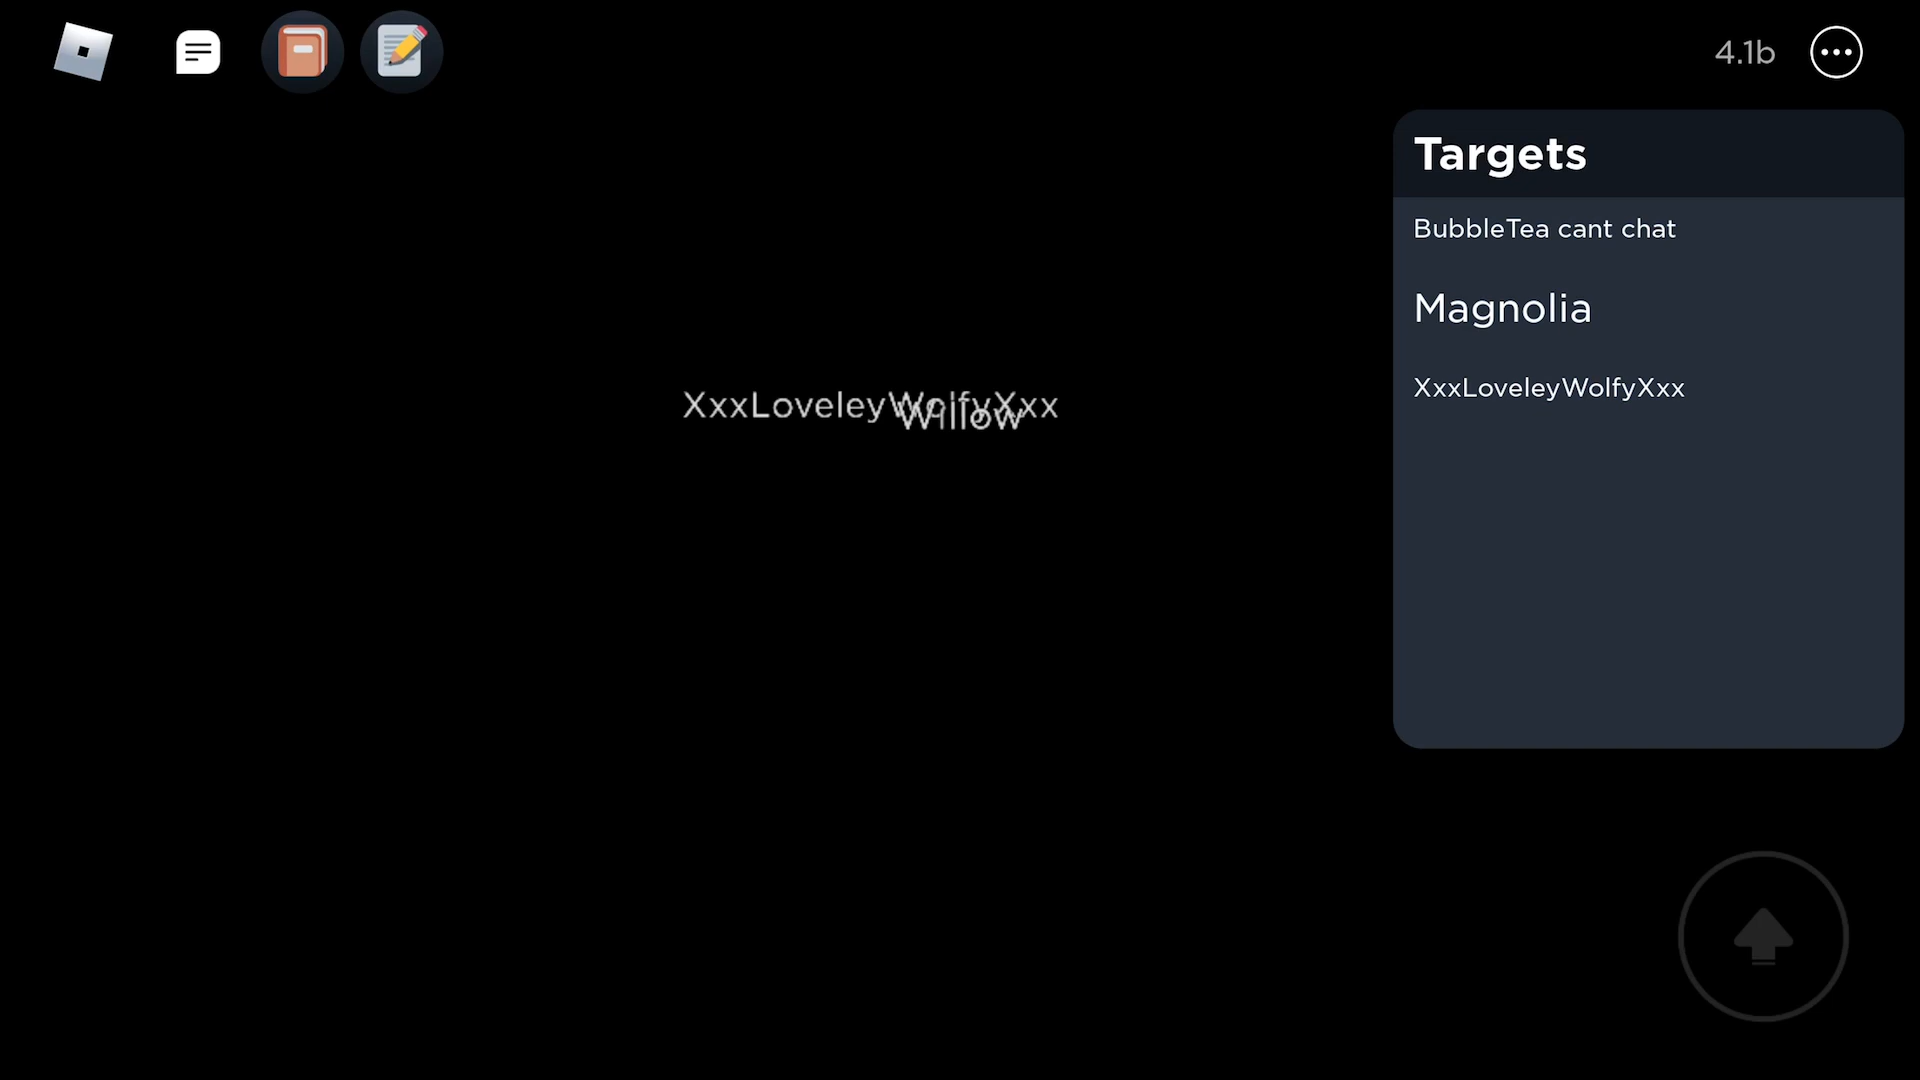 4.1b
Targets
BubbleTea cant chat
Magnolia
XxxLoveleyWolfyXxx
XxxLoveleyWolfyXxx
Willow